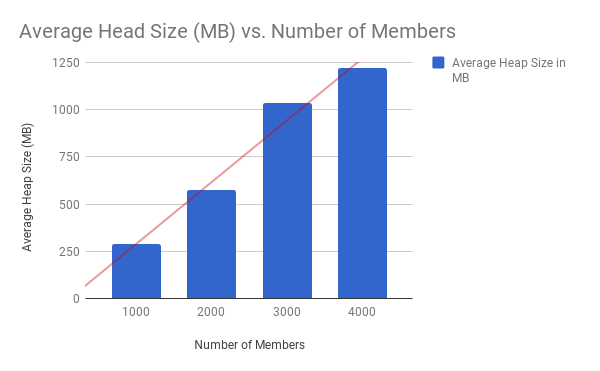 Average Head Size (MB) vs. Number of Members
Average Heap Size in
MB
Average Heap Size (MB)
1250
1000
750
500
250
0
1000 2000 3000 4000
Number of Members